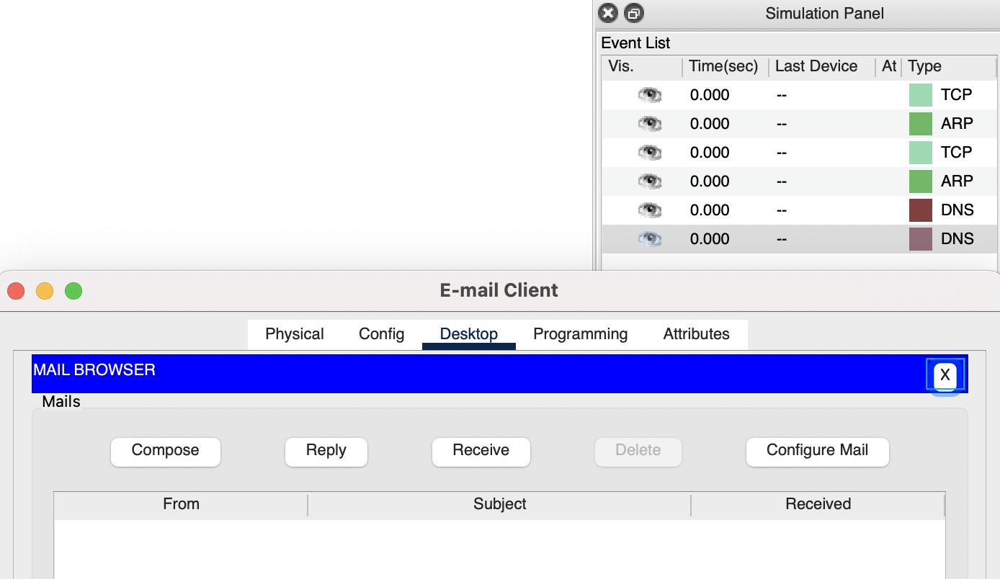 Simulation Panel
Event List
Vis. Time(sec) Last Device At Type
0.000 -- TCP
0.000 -- ARP
0.000 -- TCP
0.000 -- ARP
0.000 -- DNS
0.000 -- DNS
E-mail Client
Physical Config Desktop Programming Attributes
MAIL BROWSER X
Mails
Compose Reply Receive Delete Configure Mail
From Subject Received